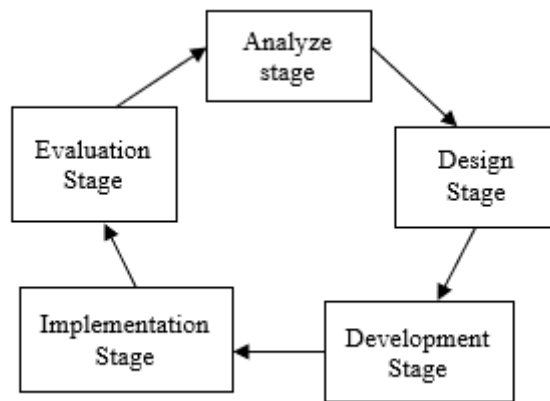 Analyze
stage
Design
Stage
Development
Stage
Implementation
Stage
Evaluation
Stage